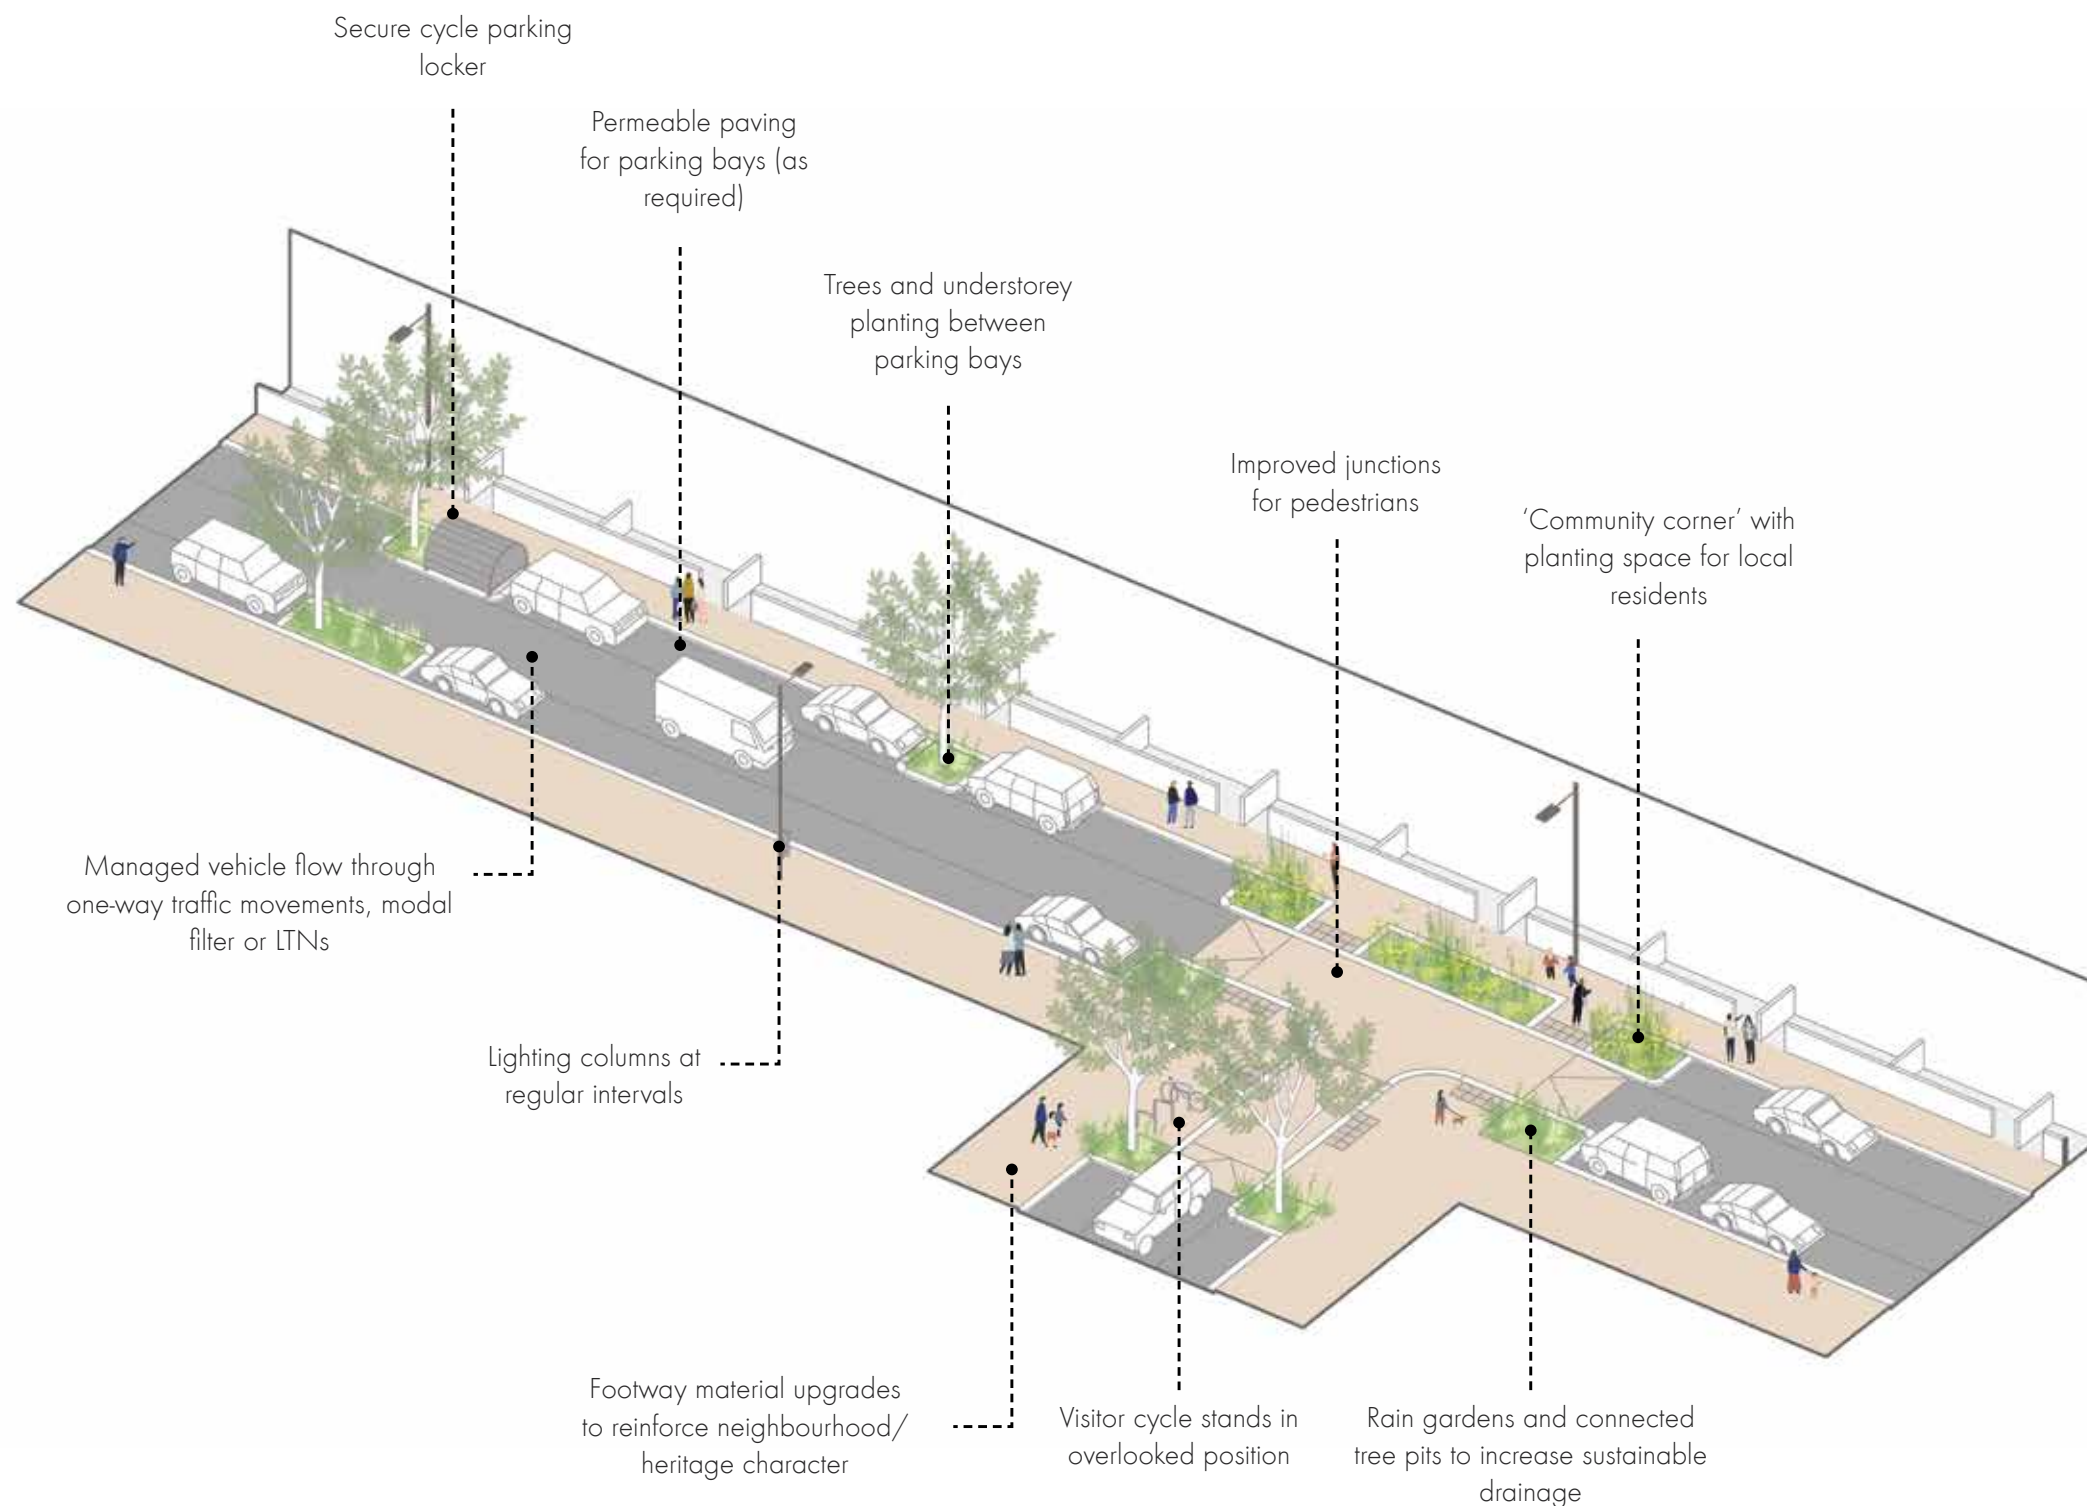 Secure cycle parking
locker
Permeable paving
for parking bays (as
required)
Trees and understorey
planting between
parking bays
Improved junctions
for pedestrians
‘Community corner’ with
planting space for local
residents
Managed vehicle flow through
one-way traffic movements, modal
filter or LTNs
Lighting columns at
regular intervals
Footway material upgrades
to reinforce neighbourhood/
heritage character
Visitor cycle stands in
overlooked position
Rain gardens and connected
tree pits to increase sustainable
drainage